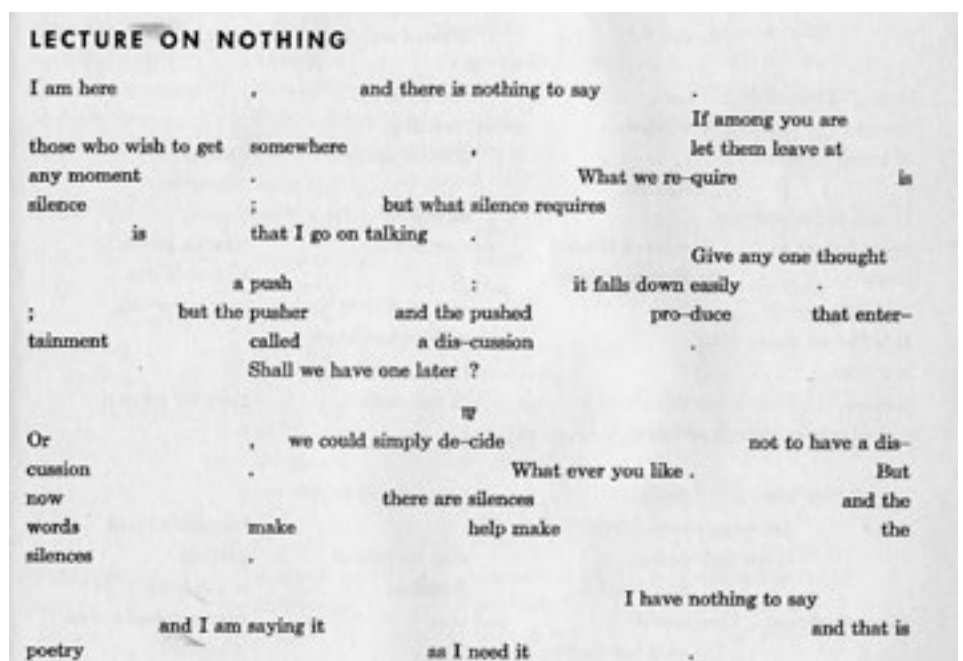 LECTURE ON NOTHING
I am here , and there is nothing to say .
If among you are
those who wish to get somewhere , let them leave at
any moment . What we re–quire is
silence ; but what silence requires
is that I go on talking .
Give any one thought
a push : it falls down easily .
; but the pusher and the pushed pro–duce that enter–
tainment called a dis–cussion .
Shall we have one later ?
Or , we could simply de–cide not to have a dis–
cussion . What ever you like . But
now there are silences and the
words make help make the
silences .
I have nothing to say
and I am saying it and that is
poetry as I need it .